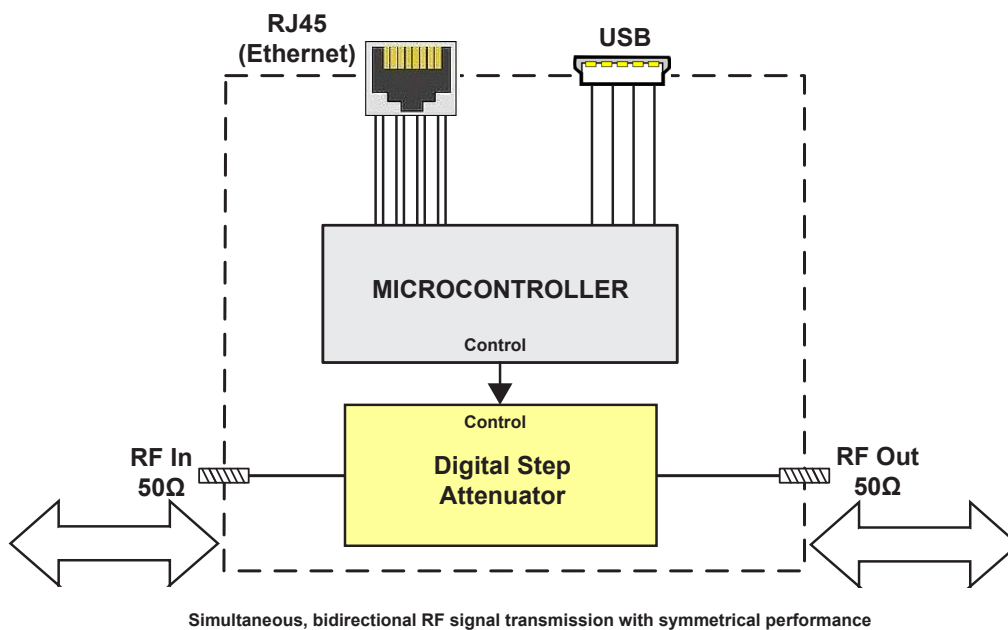 RJ45
(Ethernet)
USB
MICROCONTROLLER
Control
Control
Digital Step
Attenuator
RF In
50Ω
RF Out
50Ω
Simultaneous, bidirectional RF signal transmission with symmetrical performance